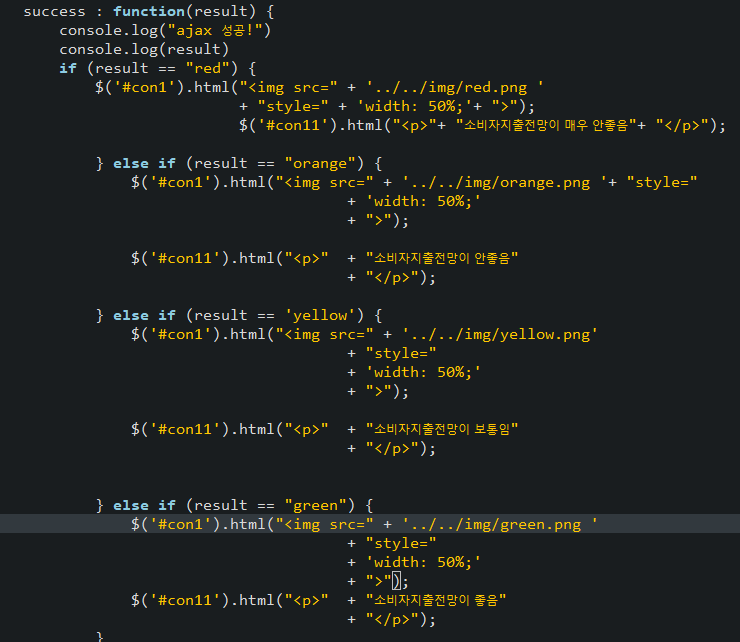 success : function(result) {
console.log("ajax 성공!")
console.log(result)
if (result == "red") {
$('#con1').html("<img src=" + '../../img/red.png '
+ "style=" + 'width: 50%;'+ ">");
$('#con11').html("<p>"+ "소비자지출전망이 매우 안좋음"+ "</p>");
} else if (result == "orange") {
$('#con1').html("<img src=" + '../../img/orange.png '+ "style="
+ 'width: 50%;'
+ ">");
$('#con11').html("<p>" + "소비자지출전망이 안좋음"
+ "</p>");
} else if (result == 'yellow') {
$('#con1').html("<img src=" + '../../img/yellow.png'
+ "style="
+ 'width: 50%;'
+ ">");
$('#con11').html("<p>" + "소비자지출전망이 보통임"
+ "</p>");
} else if (result == "green") {
$('#con1').html("<img src=" + '../../img/green.png '
+ "style="
+ 'width: 50%;'
+ ">");
$('#con11').html("<p>" + "소비자지출전망이 좋음"
+ "</p>");
}